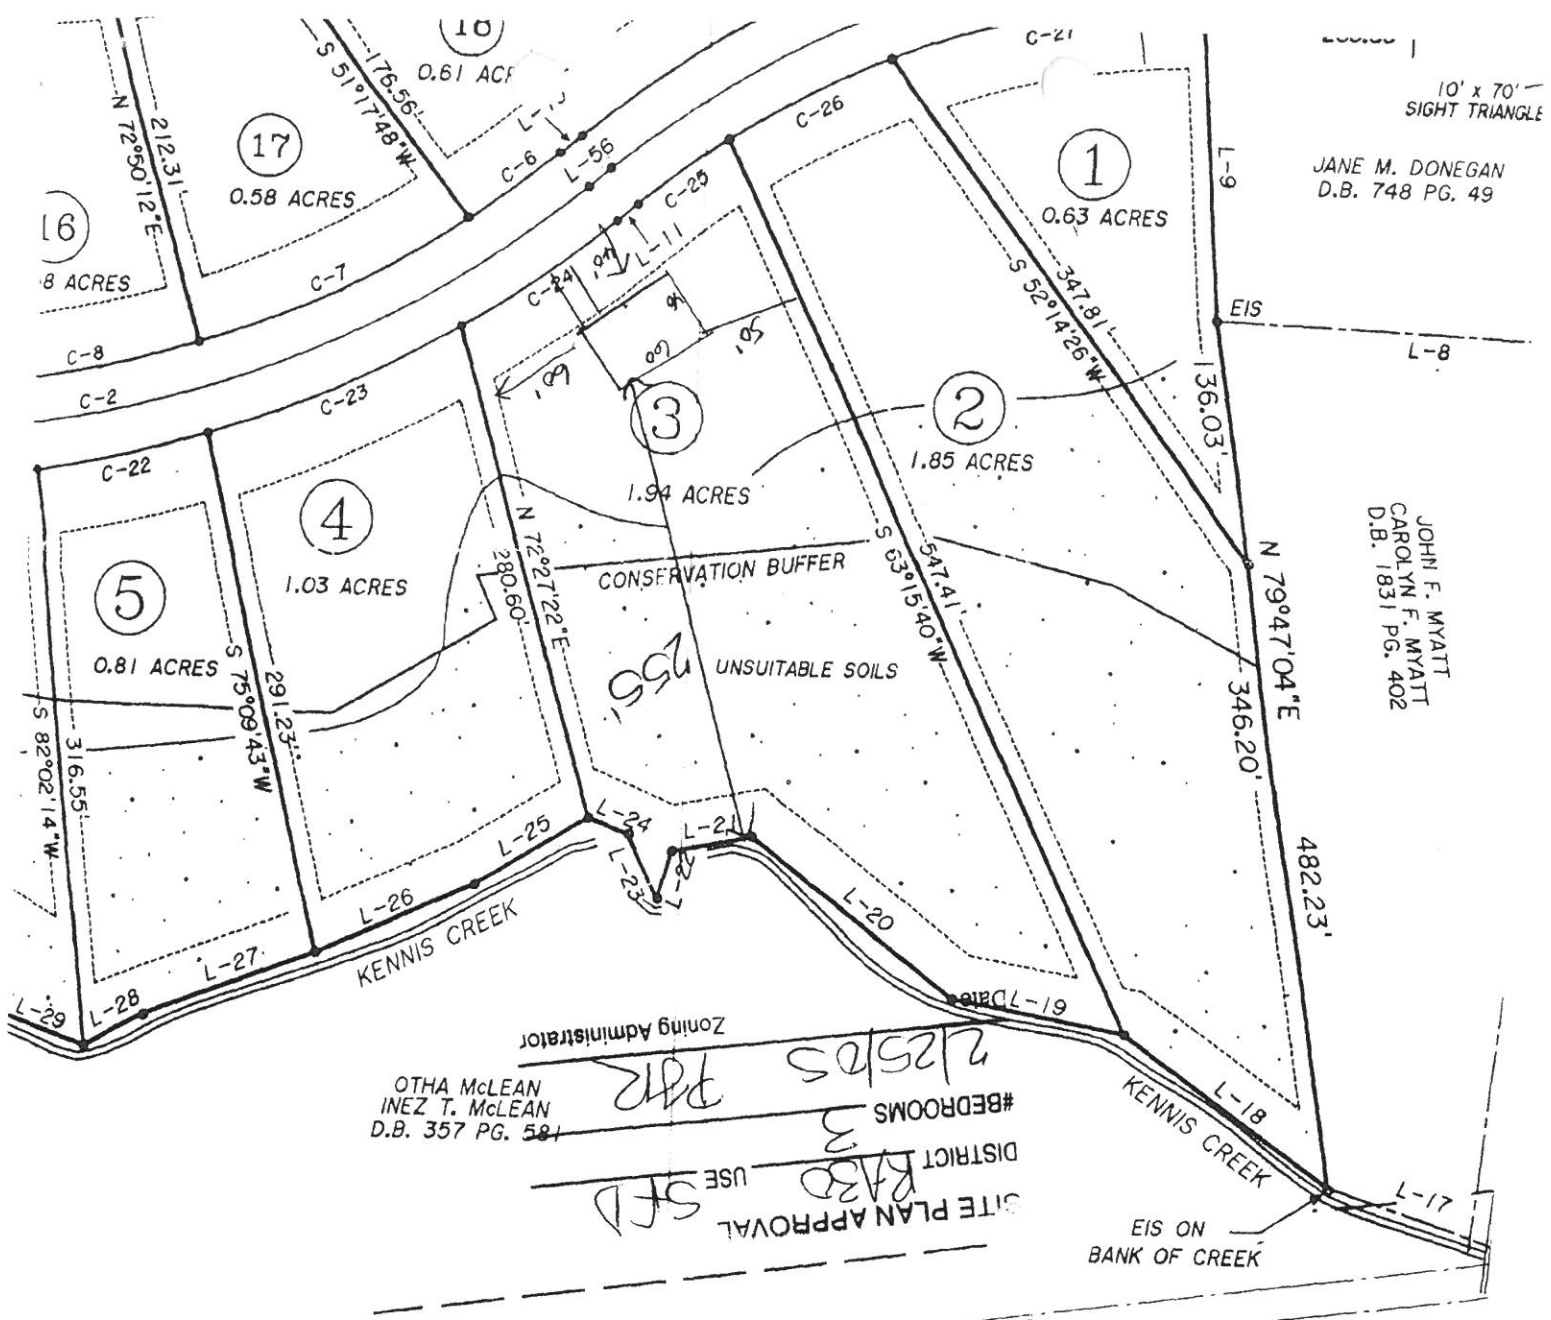 18
0.61
C-21
10' x 70'
SIGHT TRIANGLE
S 51°17'48"W
176.56'
N 72°50'12"E
212.31'
17
0.58 ACRES
C-6
L-56
C-26
C-25
L-11
1
0.63 ACRES
L-9
JANE M. DONEGAN
D.B. 748 PG. 49
16
8 ACRES
C-7
C-24
40'
C-8
C-2
C-23
60'
60
50'
S 52°14'26"W
347.81'
EIS
L-8
136.03'
3
2
1.85 ACRES
1.94 ACRES
C-22
4
1.03 ACRES
5
0.81 ACRES
N 72°27'22"E
280.60'
CONSERVATION BUFFER
S 63°15'40"W
547.41'
JOHN F. MYATT
CAROLYN F. MYATT
D.B. 1831 PG. 402
N 79°47'04"E
346.20'
482.23'
255'
UNSUITABLE SOILS
S 75°09'43"W
291.23'
S 82°02'14"W
316.55'
L-24
L-25
L-23
L-21
L-20
L-26
L-27
L-28
L-29
KENNIS CREEK
L-19
L-18
L-17
KENNIS CREEK
OTHA McLEAN
INEZ T. McLEAN
D.B. 357 PG. 581
EIS ON
BANK OF CREEK
SITE PLAN APPROVAL
DISTRICT RA30 USE SFD
#BEDROOMS 3
2/25/05
Date Zoning Administrator